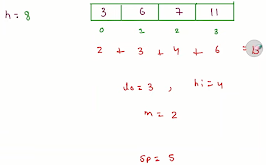 h = 8
3 6 7 11
0 1 2 3
2 + 3 + 4 + 6 = 15
lo = 3 , hi = 4
m = 2
sp = 5